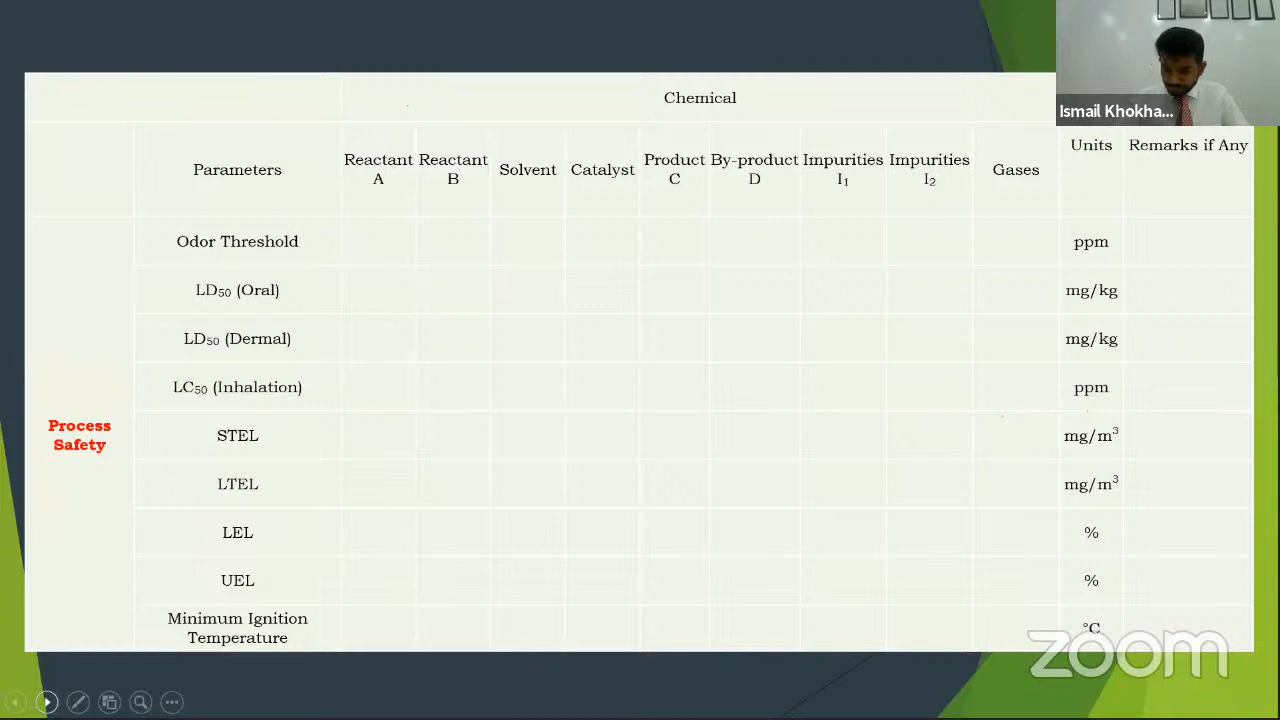 Chemical
Ismail Khokha...
Parameters
Reactant A
Reactant B
Solvent
Catalyst
Product C
By-product D
Impurities I₁
Impurities I₂
Gases
Units
Remarks if Any
Process Safety
Odor Threshold ppm
LD₅₀ (Oral) mg/kg
LD₅₀ (Dermal) mg/kg
LC₅₀ (Inhalation) ppm
STEL mg/m³
LTEL mg/m³
LEL %
UEL %
Minimum Ignition Temperature °C
zoom